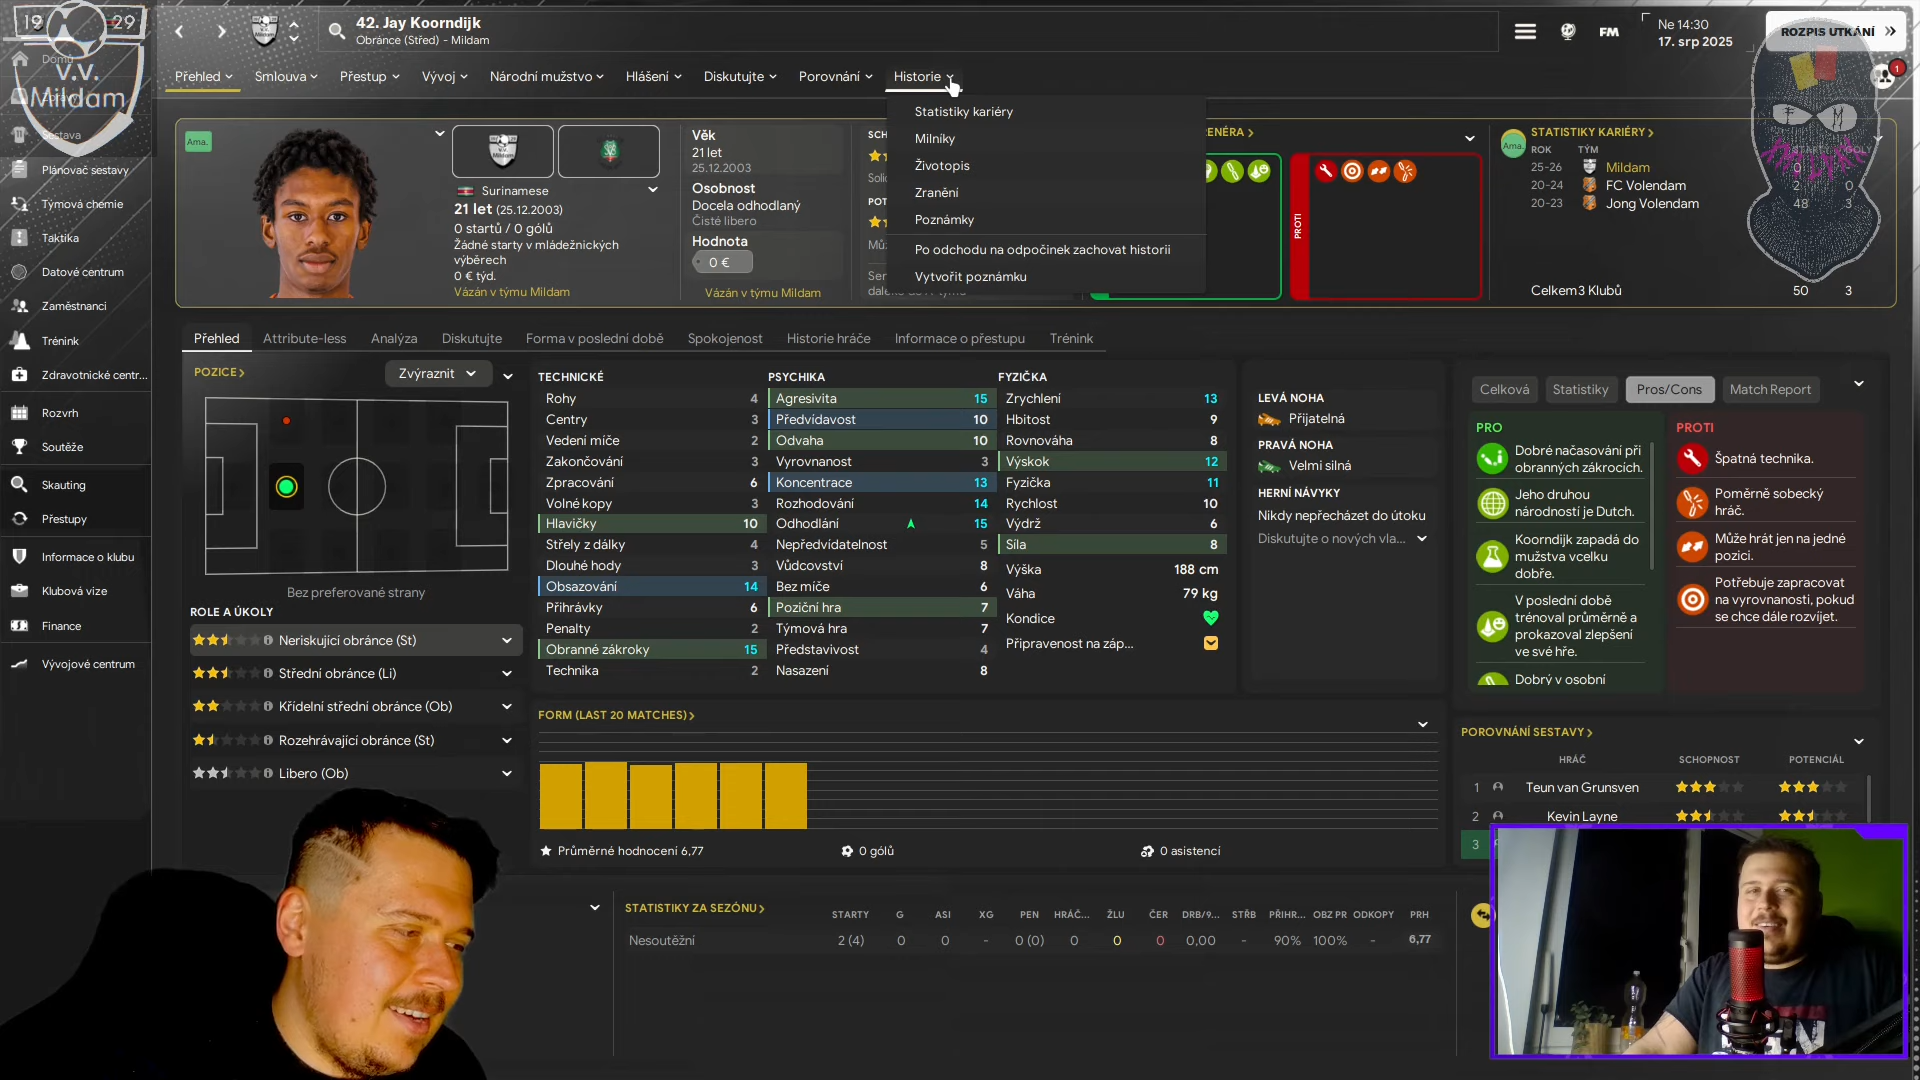 19 29
V.V.
Mildam
42. Jay Koorndijk
Obránce (Střed) - Mildam
FM
Ne 14:30
17. srp 2025
ROZPIS UTKÁNÍ
1
Přehled
Smlouva
Přestup
Vývoj
Národní mužstvo
Hlášení
Diskutujte
Porovnání
Historie
Statistiky kariéry
Milníky
Životopis
Zranění
Poznámky
Po odchodu na odpočinek zachovat historii
Vytvořit poznámku
Sestava
Plánovač sestavy
Týmová chemie
Taktika
Datové centrum
Zaměstnanci
Trénink
Zdravotnické centr...
Rozvrh
Soutěže
Skauting
Přestupy
Informace o klubu
Klubová vize
Finance
Vývojové centrum
Ama.
Surinamese
21 let (25.12.2003)
0 startů / 0 gólů
Žádné starty v mládežnických
výběrech
0 € týd.
Vázán v týmu Mildam
Věk
21 let
25.12.2003
Osobnost
Docela odhodlaný
Čisté libero
Hodnota
0 €
Vázán v týmu Mildam
PROTI
Ama.
STATISTIKY KARIÉRY
ROK TÝM
25-26 Mildam 0
20-24 FC Volendam 2 0
20-23 Jong Volendam 48 3
Celkem3 Klubů 50 3
Přehled
Attribute-less
Analýza
Diskutujte
Forma v poslední době
Spokojenost
Historie hráče
Informace o přestupu
Trénink
POZICE
Zvýraznit
Bez preferované strany
ROLE A ÚKOLY
Neriskující obránce (St)
Střední obránce (Li)
Křídelní střední obránce (Ob)
Rozehrávající obránce (St)
Libero (Ob)
TECHNICKÉ
Rohy 4
Centry 3
Vedení míče 2
Zakončování 3
Zpracování 6
Volné kopy 3
Hlavičky 10
Střely z dálky 4
Dlouhé hody 3
Obsazování 14
Přihrávky 6
Penalty 2
Obranné zákroky 15
Technika 2
PSYCHIKA
Agresivita 15
Předvídavost 10
Odvaha 10
Vyrovnanost 3
Koncentrace 13
Rozhodování 14
Odhodlání 15
Nepředvídatelnost 5
Vůdcovství 8
Bez míče 6
Poziční hra 7
Týmová hra 7
Představivost 4
Nasazení 8
FYZIČKA
Zrychlení 13
Hbitost 9
Rovnováha 8
Výskok 12
Fyzička 11
Rychlost 10
Výdrž 6
Síla 8
Výška 188 cm
Váha 79 kg
Kondice
Připravenost na záp...
LEVÁ NOHA
Přijatelná
PRAVÁ NOHA
Velmi silná
HERNÍ NÁVYKY
Nikdy nepřecházet do útoku
Diskutujte o nových vla...
Celková
Statistiky
Pros/Cons
Match Report
PRO
Dobré načasování při
obranných zákrocích.
Jeho druhou
národností je Dutch.
Koorndijk zapadá do
mužstva vcelku
dobře.
V poslední době
trénoval průměrně a
prokazoval zlepšení
ve své hře.
Dobrý v osobní
PROTI
Špatná technika.
Poměrně sobecký
hráč.
Může hrát jen na jedné
pozici.
Potřebuje zapracovat
na vyrovnanosti, pokud
se chce dále rozvíjet.
FORM (LAST 20 MATCHES)
Průměrné hodnocení 6,77
0 gólů
0 asistencí
POROVNÁNÍ SESTAVY
HRÁČ SCHOPNOST POTENCIÁL
1 Teun van Grunsven
2 Kevin Layne
3
STATISTIKY ZA SEZÓNU
STARTY G ASI XG PEN HRÁČ... ŽLU ČER DRB/9... STŘB PŘIHR... OBZ PR ODKOPY PRH
Nesoutěžní 2 (4) 0 0 - 0 (0) 0 0 0 0,00 - 90% 100% - 6,77